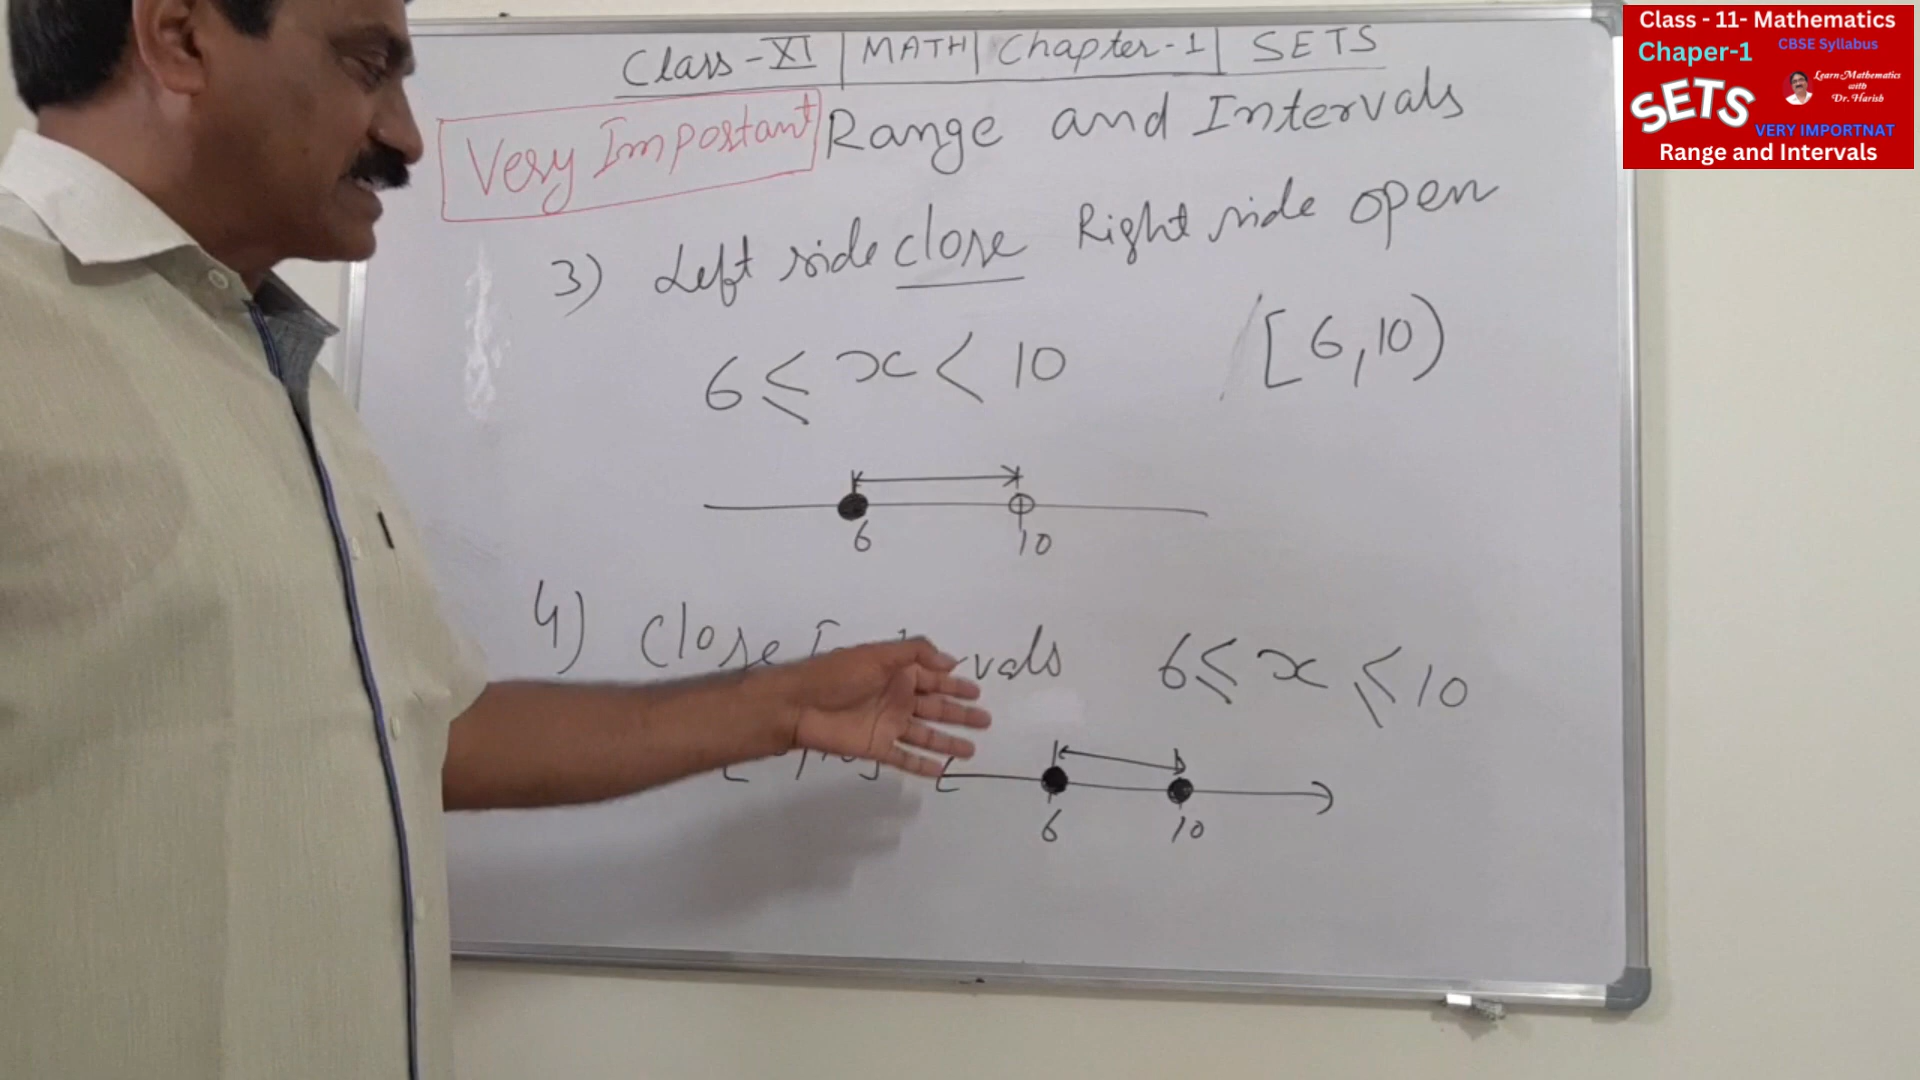 Class - XI | MATH | Chapter - 1 | SETS
Very Important Range and Intervals
3) Left side close Right side open
6 ≤ x < 10 [6, 10)
6 10
4) Close vals 6 ≤ x ≤ 10
6 10
Class - 11- Mathematics
Chaper-1 CBSE Syllabus
SETS Learn Mathematics
with
Dr. Harish
VERY IMPORTNAT
Range and Intervals